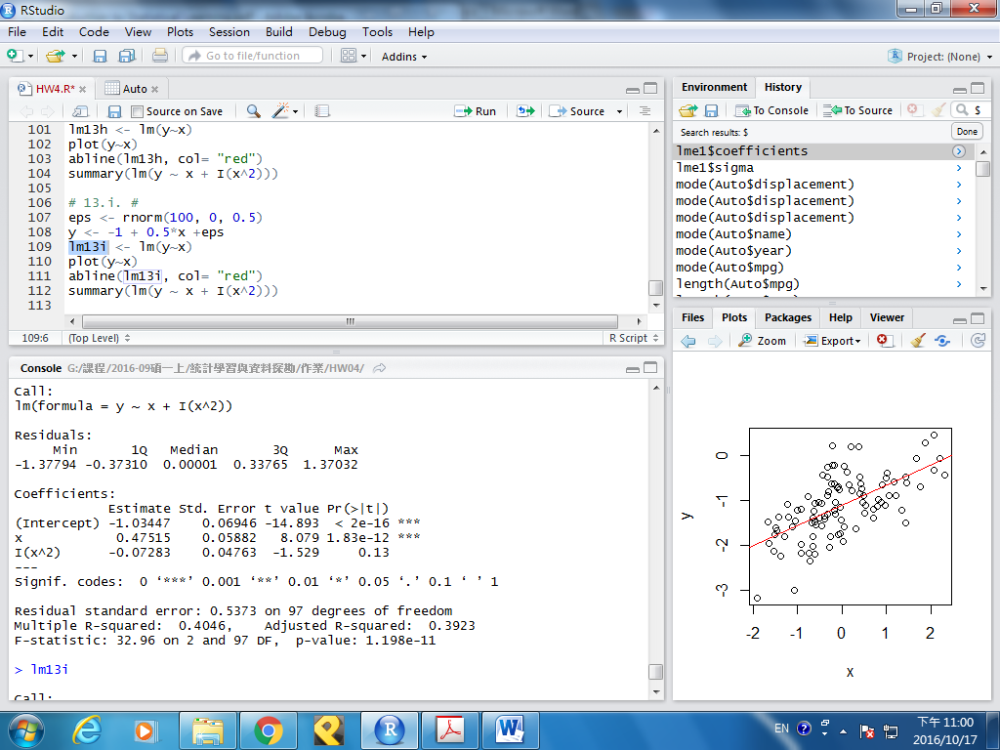 RStudio
File Edit Code View Plots Session Build Debug Tools Help
Go to file/function Addins Project: (None)
HW4.R* Auto
Source on Save Run Source
101 lm13h <- lm(y~x)
102 plot(y~x)
103 abline(lm13h, col= "red")
104 summary(lm(y ~ x + I(x^2)))
105
106 # 13.i. #
107 eps <- rnorm(100, 0, 0.5)
108 y <- -1 + 0.5*x +eps
109 lm13i <- lm(y~x)
110 plot(y~x)
111 abline(lm13i, col= "red")
112 summary(lm(y ~ x + I(x^2)))
113
109:6 (Top Level) R Script
Console G:/課程/2016-09碩一上/統計學習與資料探勘/作業/HW04/
Call:
lm(formula = y ~ x + I(x^2))
Residuals:
Min 1Q Median 3Q Max
-1.37794 -0.37310 0.00001 0.33765 1.37032
Coefficients:
Estimate Std. Error t value Pr(>|t|)
(Intercept) -1.03447 0.06946 -14.893 < 2e-16 ***
x 0.47515 0.05882 8.079 1.83e-12 ***
I(x^2) -0.07283 0.04763 -1.529 0.13
---
Signif. codes: 0 ‘***’ 0.001 ‘**’ 0.01 ‘*’ 0.05 ‘.’ 0.1 ‘ ’ 1
Residual standard error: 0.5373 on 97 degrees of freedom
Multiple R-squared: 0.4046, Adjusted R-squared: 0.3923
F-statistic: 32.96 on 2 and 97 DF, p-value: 1.198e-11
> lm13i
Call:
Environment History
To Console To Source $
Search results: $ Done
lme1$coefficients
lme1$sigma
mode(Auto$displacement)
mode(Auto$displacement)
mode(Auto$displacement)
mode(Auto$name)
mode(Auto$year)
mode(Auto$mpg)
length(Auto$mpg)
Files Plots Packages Help Viewer
Zoom Export
0
-1
-2
-3
y
-2 -1 0 1 2
x
EN 下午 11:00
2016/10/17